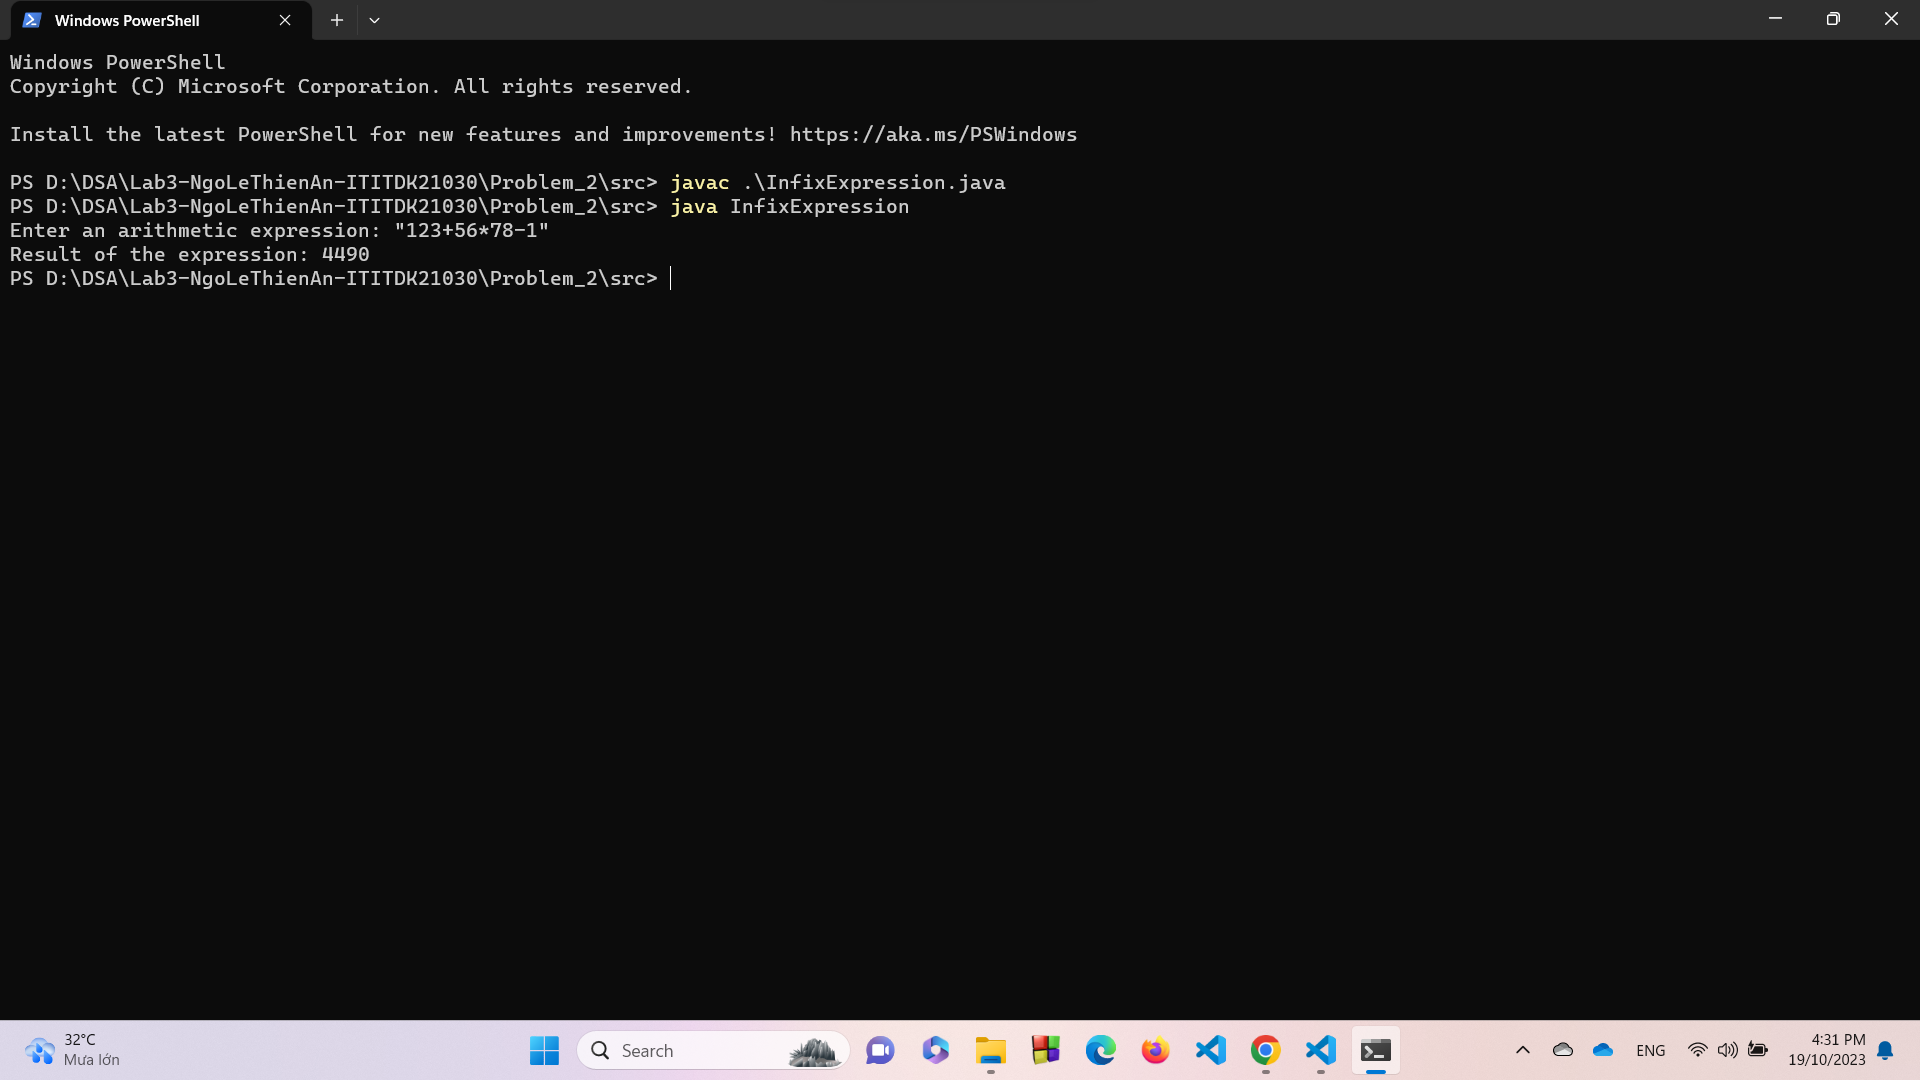 Windows PowerShell
Windows PowerShell
Copyright (C) Microsoft Corporation. All rights reserved.
Install the latest PowerShell for new features and improvements! https://aka.ms/PSWindows
PS D:\DSA\Lab3-NgoLeThienAn-ITITDK21030\Problem_2\src> javac .\InfixExpression.java
PS D:\DSA\Lab3-NgoLeThienAn-ITITDK21030\Problem_2\src> java InfixExpression
Enter an arithmetic expression: "123+56*78-1"
Result of the expression: 4490
PS D:\DSA\Lab3-NgoLeThienAn-ITITDK21030\Problem_2\src>
32°C
Mưa lớn
Search
ENG
4:31 PM
19/10/2023